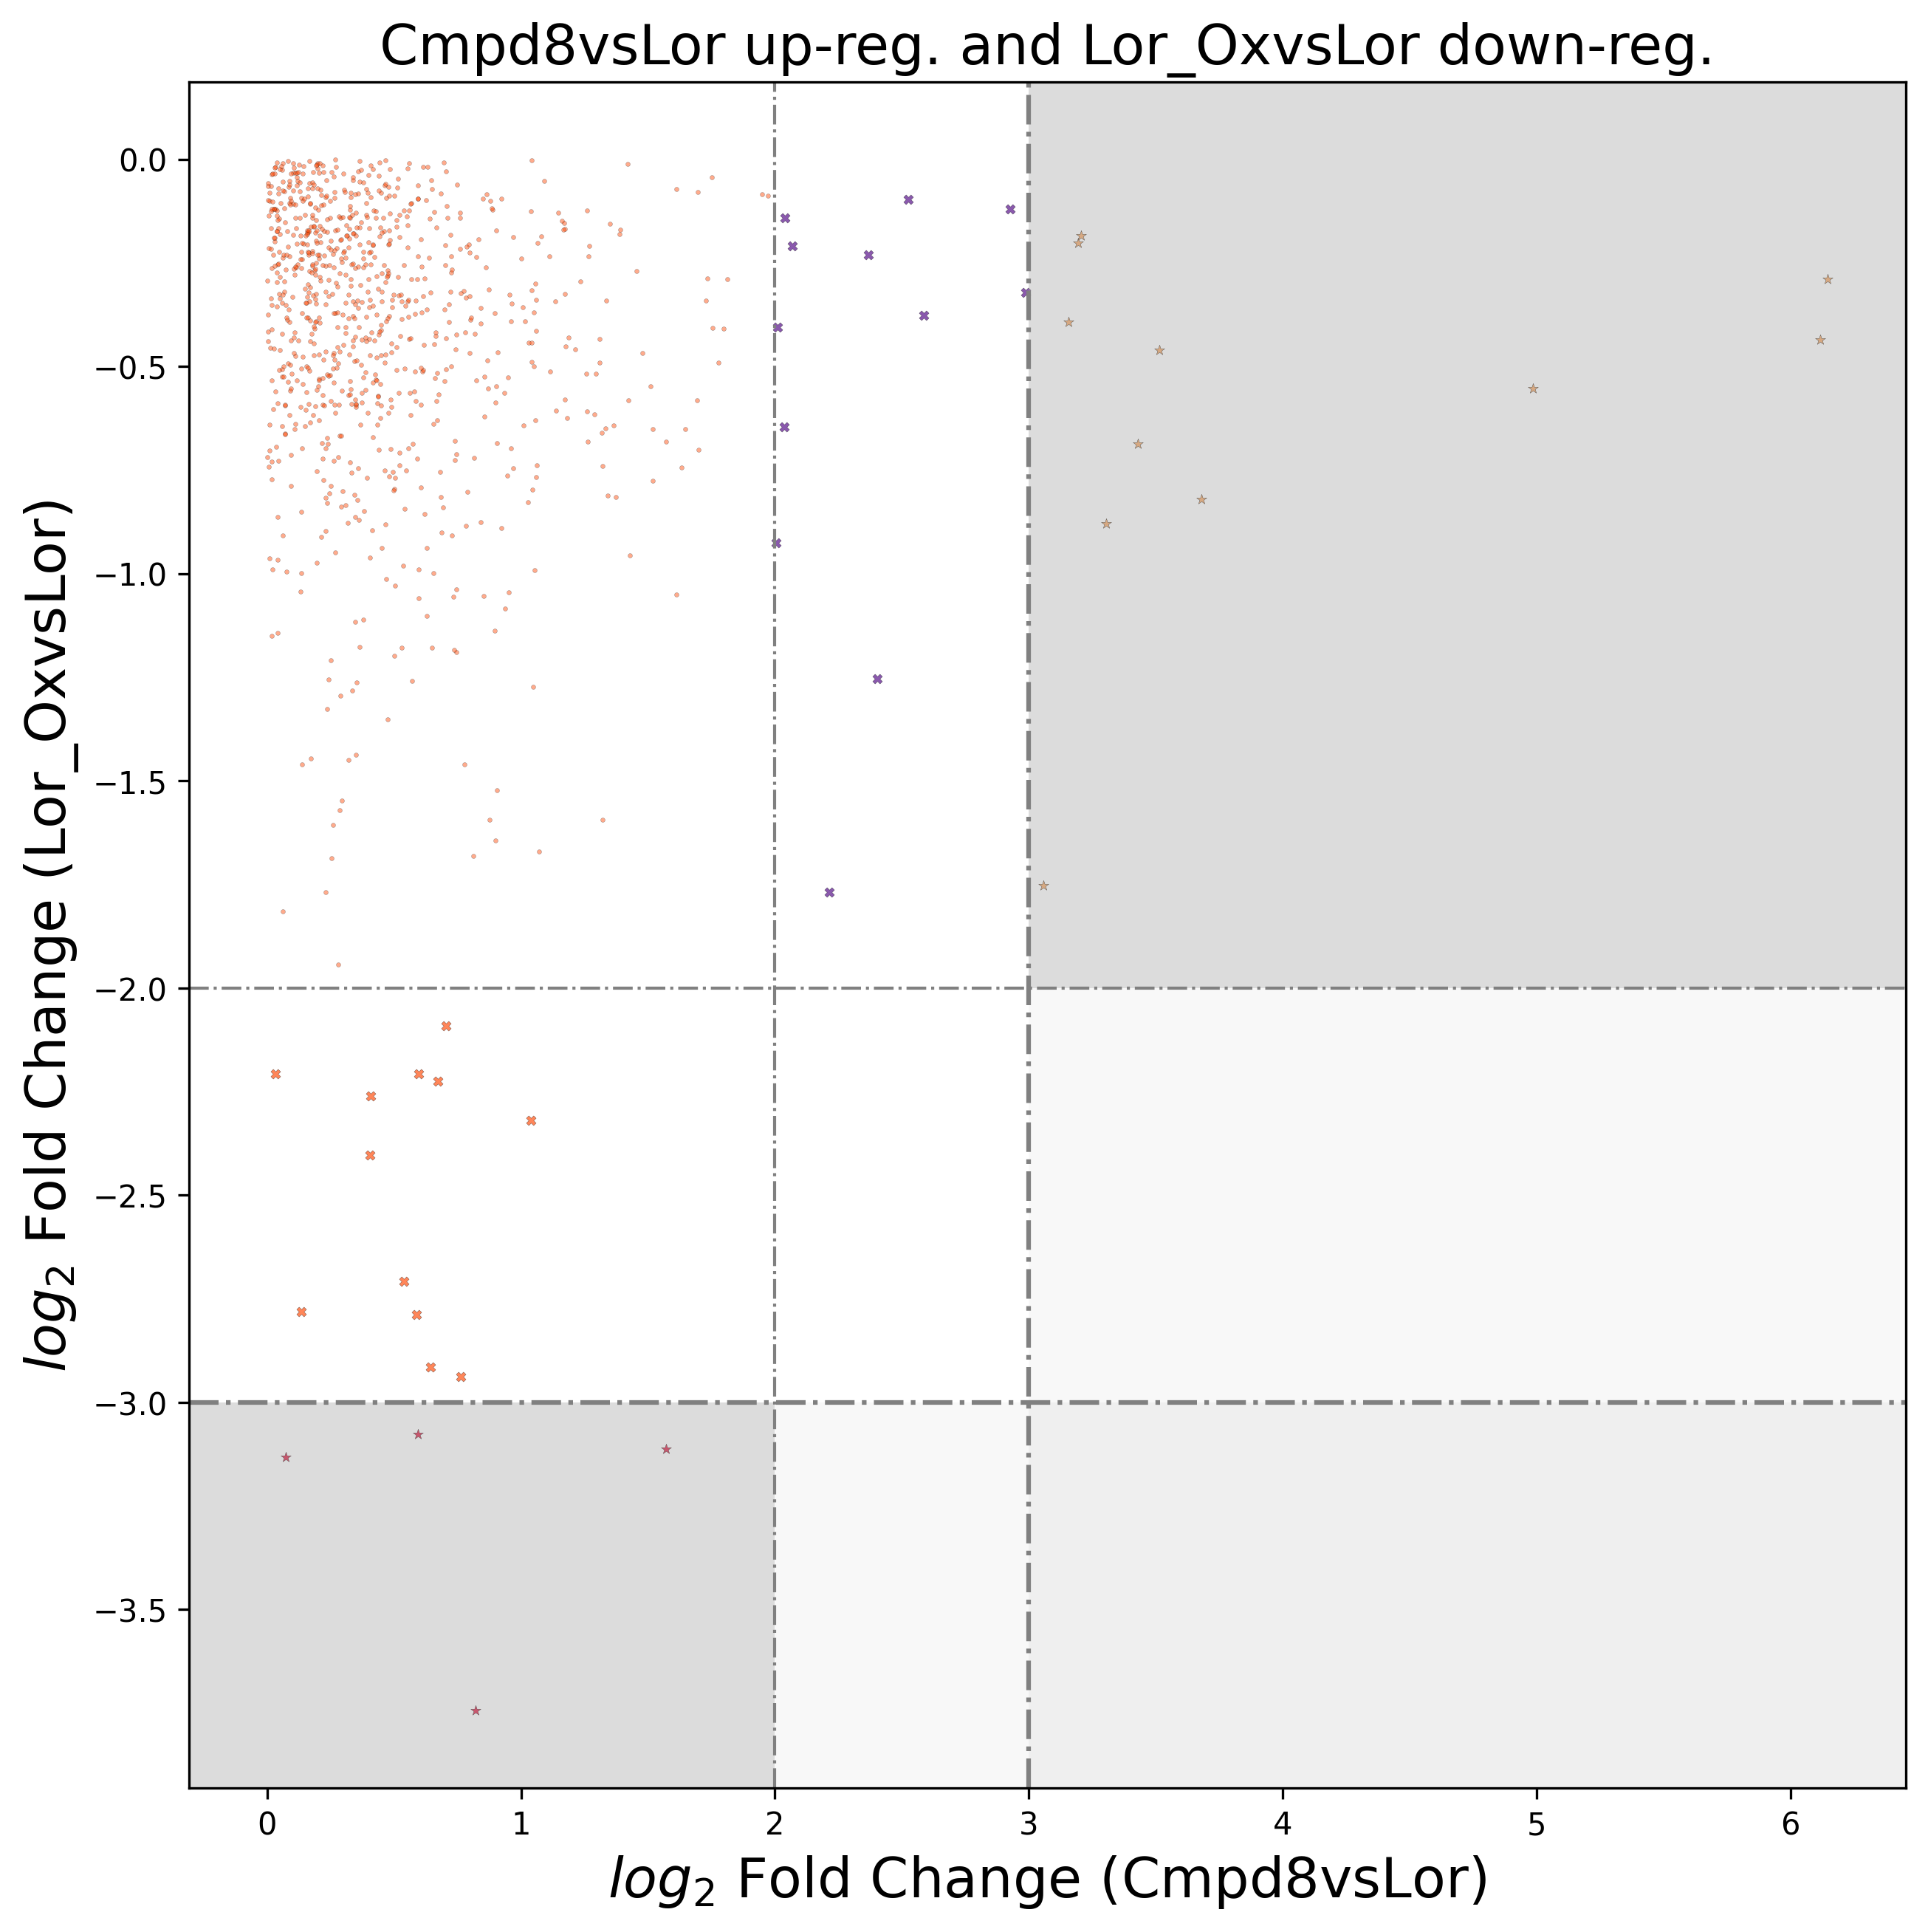 Cmpd8vsLor up-reg. and Lor_OxvsLor down-reg.
log2 Fold Change (Lor_OxvsLor)
0.0
−0.5
−1.0
−1.5
−2.0
−2.5
−3.0
−3.5
0 1 2 3 4 5 6
log2 Fold Change (Cmpd8vsLor)